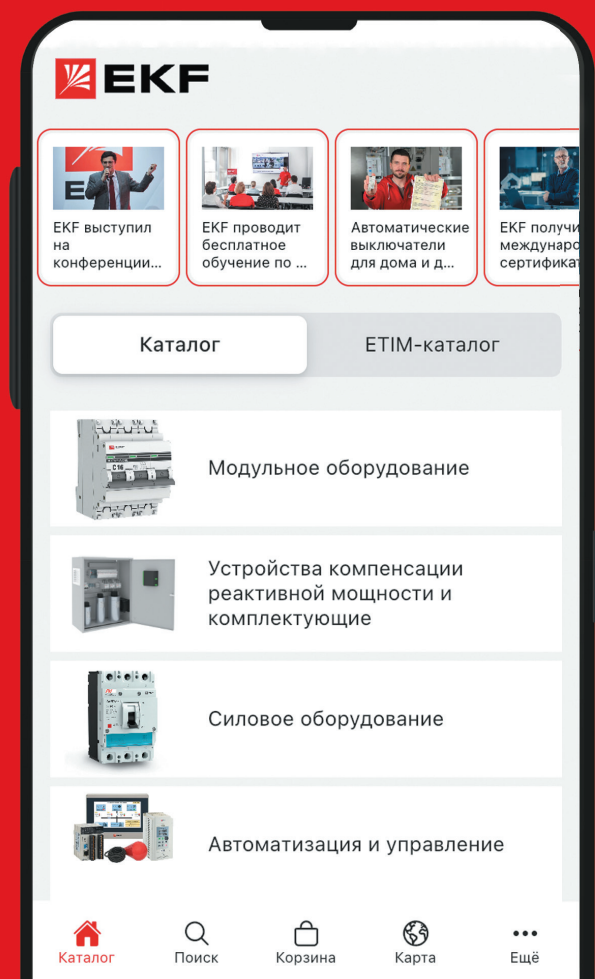 EKF
EKF выступил
на
конференции...
EKF проводит
бесплатное
обучение по ...
Автоматические
выключатели
для дома и д...
EKF получи
междунаро
сертификат
Каталог
ETIM-каталог
C16
Модульное оборудование
Устройства компенсации
реактивной мощности и
комплектующие
Силовое оборудование
Автоматизация и управление
Каталог
Поиск
Корзина
Карта
Ещё